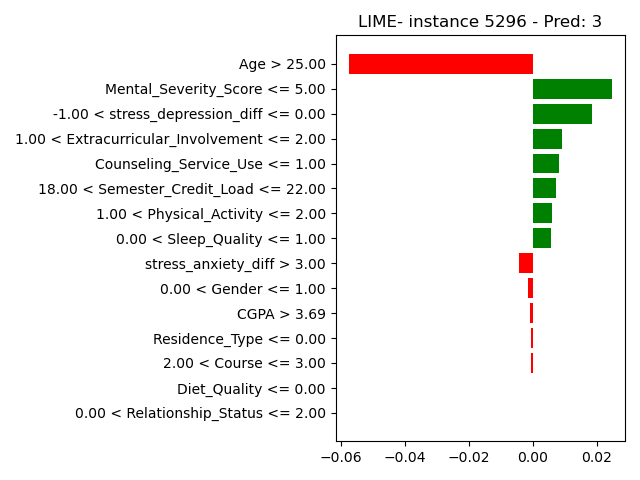 LIME- instance 5296 - Pred: 3
Age > 25.00
Mental_Severity_Score <= 5.00
-1.00 < stress_depression_diff <= 0.00
1.00 < Extracurricular_Involvement <= 2.00
Counseling_Service_Use <= 1.00
18.00 < Semester_Credit_Load <= 22.00
1.00 < Physical_Activity <= 2.00
0.00 < Sleep_Quality <= 1.00
stress_anxiety_diff > 3.00
0.00 < Gender <= 1.00
CGPA > 3.69
Residence_Type <= 0.00
2.00 < Course <= 3.00
Diet_Quality <= 0.00
0.00 < Relationship_Status <= 2.00
−0.06 −0.04 −0.02 0.00 0.02